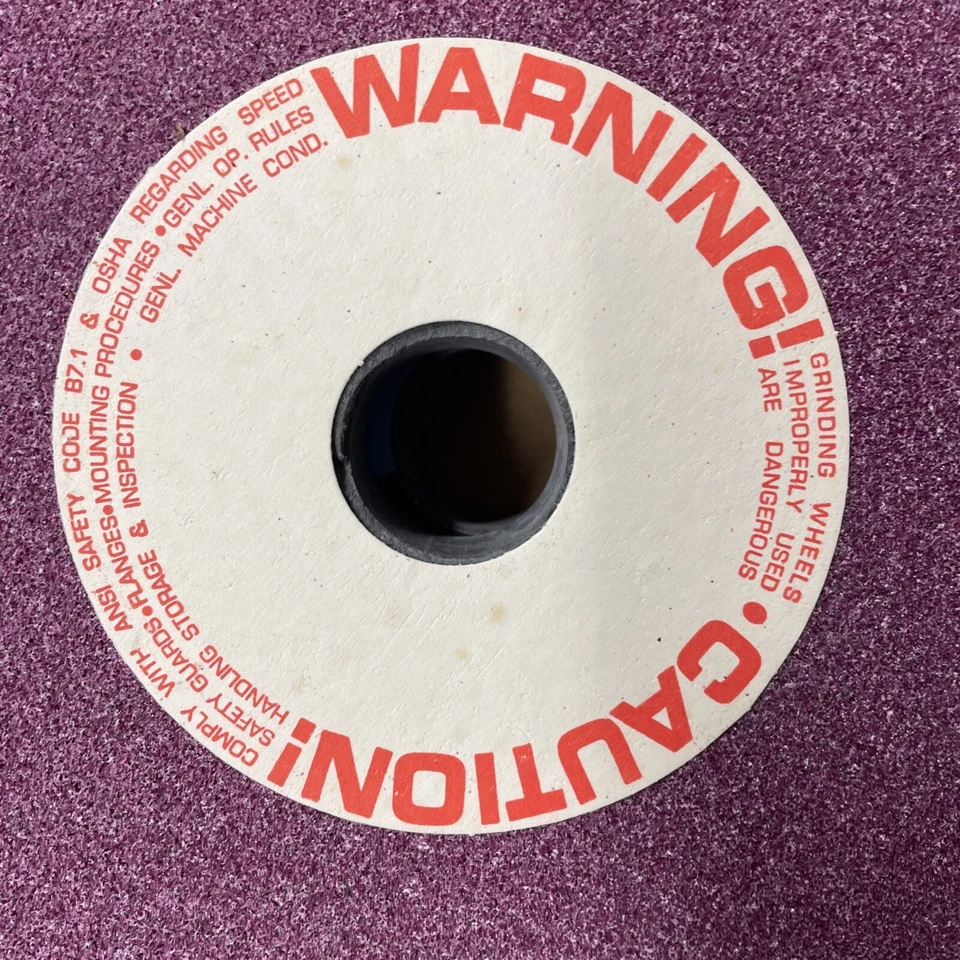 WARNING!
GRINDING WHEELS
IMPROPERLY USED
ARE DANGEROUS
• CAUTION!
COMPLY WITH ANSI SAFETY CODE B7.1 & OSHA REGARDING SPEED
SAFETY GUARDS•FLANGES•MOUNTING PROCEDURES•GENL. OP. RULES
HANDLING STORAGE & INSPECTION • GENL. MACHINE COND.